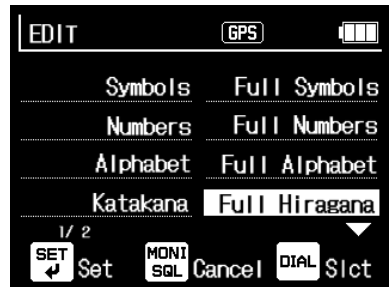 EDIT GPS
Symbols Full Symbols
Numbers Full Numbers
Alphabet Full Alphabet
Katakana Full Hiragana
1/ 2
SET Set MONI SQL Cancel DIAL Slct